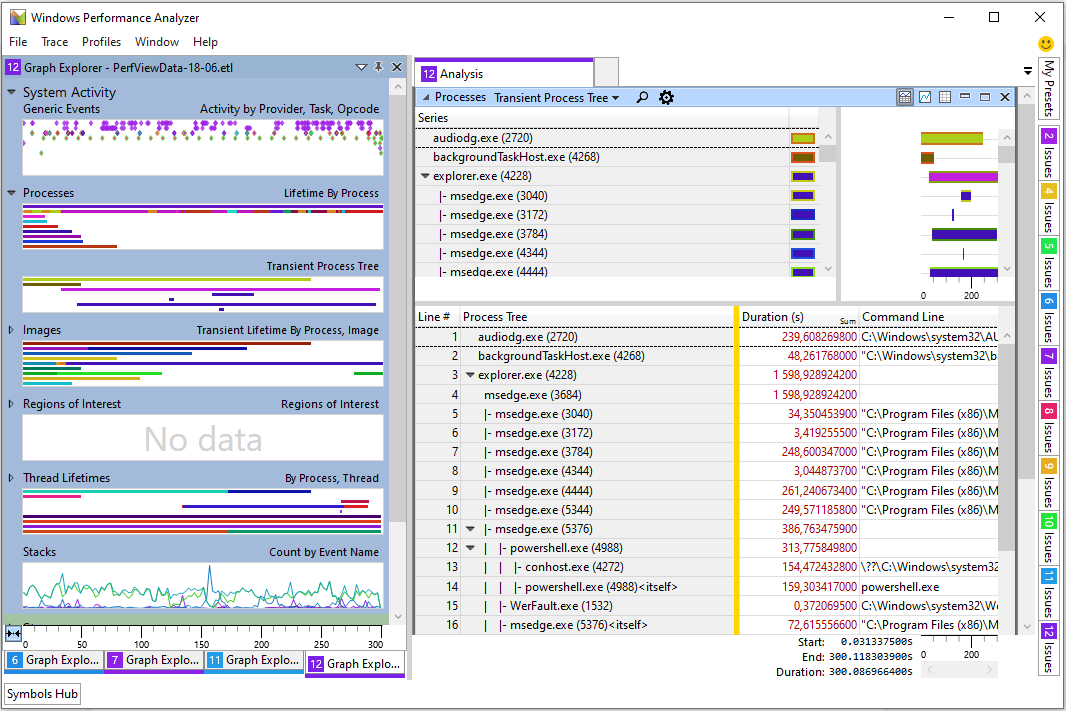 Windows Performance Analyzer
File Trace Profiles Window Help
12 Graph Explorer - PerfViewData-18-06.etl
System Activity
Generic Events Activity by Provider, Task, Opcode
Processes Lifetime By Process
Transient Process Tree
Images Transient Lifetime By Process, Image
Regions of Interest Regions of Interest
No data
Thread Lifetimes By Process, Thread
Stacks Count by Event Name
0 50 100 150 200 250 300
6 Graph Explo... 7 Graph Explo... 11 Graph Explo... 12 Graph Explo...
Symbols Hub
12 Analysis
Processes Transient Process Tree
Series
audiodg.exe (2720)
backgroundTaskHost.exe (4268)
explorer.exe (4228)
|- msedge.exe (3040)
|- msedge.exe (3172)
|- msedge.exe (3784)
|- msedge.exe (4344)
|- msedge.exe (4444)
0 200
Line # Process Tree Duration (s) Sum Command Line
1 audiodg.exe (2720) 239,608269800 C:\Windows\system32\AU
2 backgroundTaskHost.exe (4268) 48,261768000 "C:\Windows\system32\b
3 explorer.exe (4228) 1 598,928924200
4 msedge.exe (3684) 1 598,928924200
5 |- msedge.exe (3040) 34,350453900 "C:\Program Files (x86)\M
6 |- msedge.exe (3172) 3,419255500 "C:\Program Files (x86)\M
7 |- msedge.exe (3784) 248,600347000 "C:\Program Files (x86)\M
8 |- msedge.exe (4344) 3,044873700 "C:\Program Files (x86)\M
9 |- msedge.exe (4444) 261,240673400 "C:\Program Files (x86)\M
10 |- msedge.exe (5344) 249,571185800 "C:\Program Files (x86)\M
11 |- msedge.exe (5376) 386,763475900
12 | |- powershell.exe (4988) 313,775849800
13 | | |- conhost.exe (4272) 154,472432800 \??\C:\Windows\system32
14 | | |- powershell.exe (4988)<itself> 159,303417000 powershell.exe
15 | |- WerFault.exe (1532) 0,372069500 C:\Windows\system32\We
16 | |- msedge.exe (5376)<itself> 72,615556600 "C:\Program Files (x86)\M
Start: 0.031337500s
End: 300.118303900s
Duration: 300.086966400s
0 200
My Presets
2 Issues
4 Issues
5 Issues
6 Issues
7 Issues
8 Issues
9 Issues
10 Issues
11 Issues
12 Issues